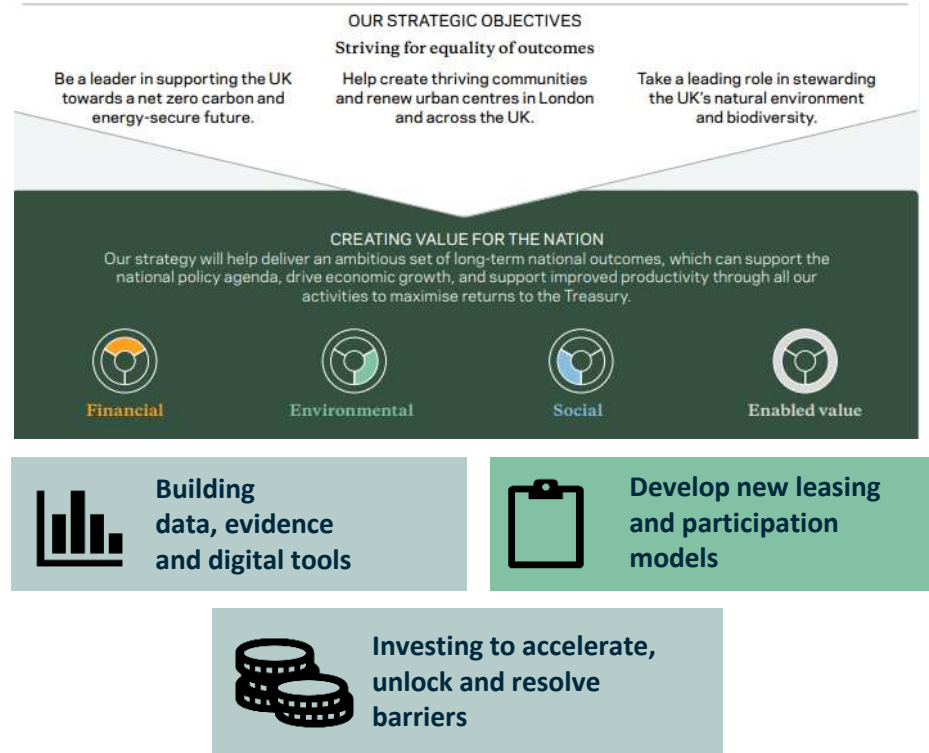 OUR STRATEGIC OBJECTIVES
Striving for equality of outcomes
Be a leader in supporting the UK
towards a net zero carbon and
energy-secure future.
Help create thriving communities
and renew urban centres in London
and across the UK.
Take a leading role in stewarding
the UK's natural environment
and biodiversity.
CREATING VALUE FOR THE NATION
Our strategy will help deliver an ambitious set of long-term national outcomes, which can support the
national policy agenda, drive economic growth, and support improved productivity through all our
activities to maximise returns to the Treasury.
Financial
Environmental
Social
Enabled value
Building
data, evidence
and digital tools
Develop new leasing
and participation
models
Investing to accelerate,
unlock and resolve
barriers